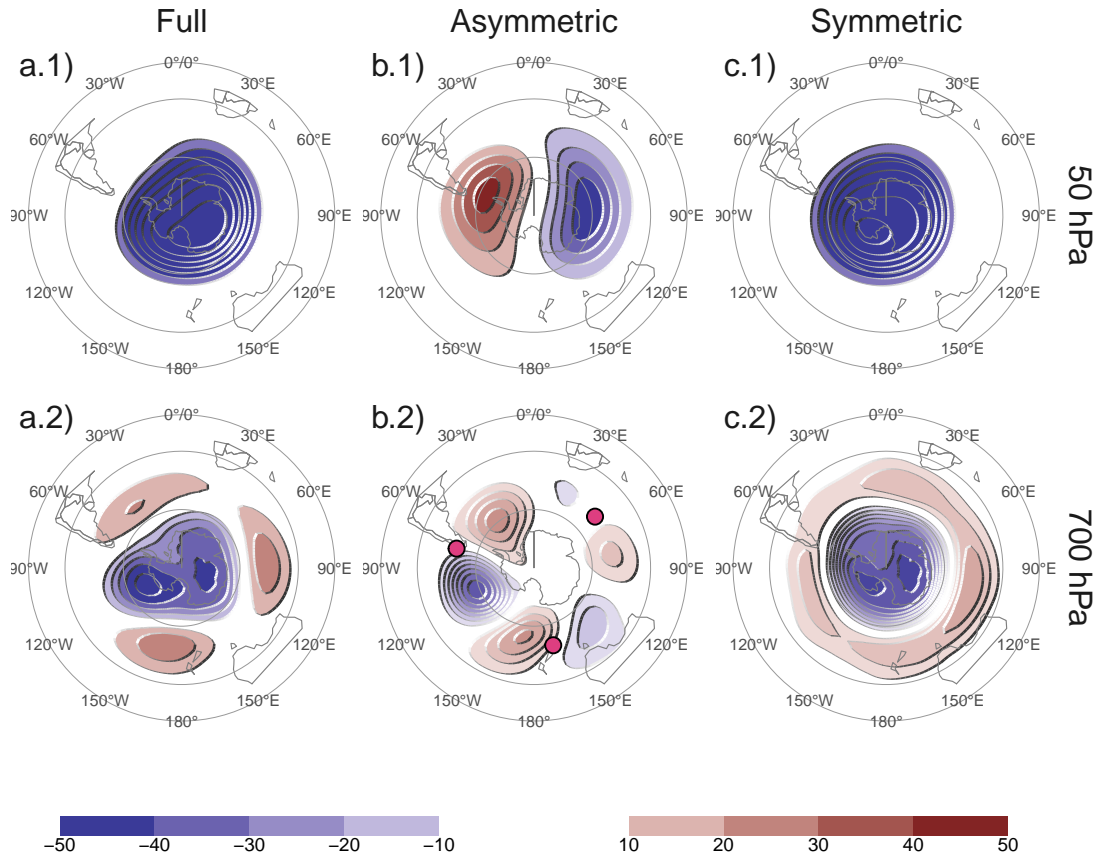 Full Asymmetric Symmetric
a.1) b.1) c.1)
0°/0° 0°/0° 0°/0°
30°W 30°E 30°W 30°E 30°W 30°E
60°W 60°E 60°W 60°E 60°W 60°E
90°W 90°E 90°W 90°E 90°W 90°E
50 hPa
120°W 120°E 120°W 120°E 120°W 120°E
150°W 150°E 150°W 150°E 150°W 150°E
180° 180° 180°
a.2) b.2) c.2)
0°/0° 0°/0° 0°/0°
30°W 30°E 30°W 30°E 30°W 30°E
60°W 60°E 60°W 60°E 60°W 60°E
90°W 90°E 90°W 90°E 90°W 90°E
700 hPa
120°W 120°E 120°W 120°E 120°W 120°E
150°W 150°E 150°W 150°E 150°W 150°E
180° 180° 180°
−50 −40 −30 −20 −10 10 20 30 40 50